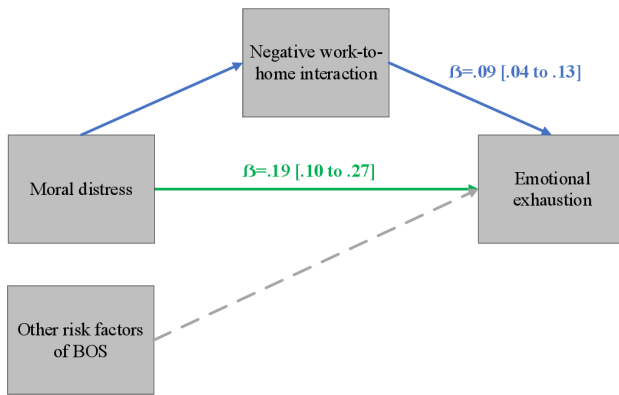 Negative work-to-
home interaction
ß=.09 [.04 to .13]
ß=.19 [.10 to .27]
Moral distress
Emotional
exhaustion
Other risk factors
of BOS